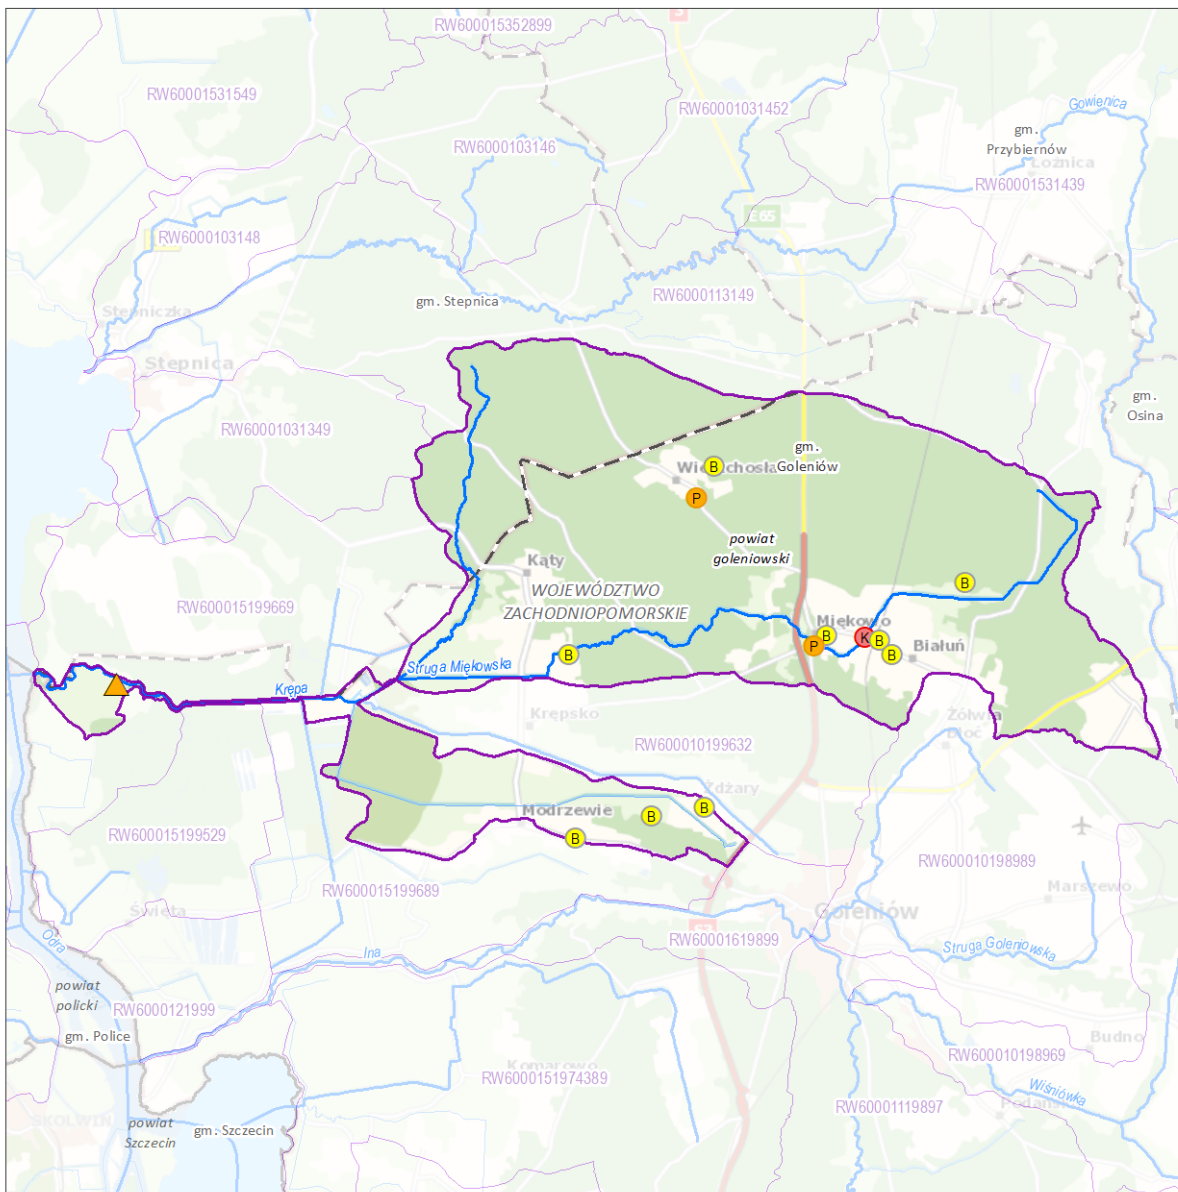 RW600015352899
S
RW60001531549
RW60001031452
Gowienica
gm.
Przybiernów
Łoźnica
RW6000103146
RW60001531439
E65
RW6000103148
RW6000113149
gm. Stepnica
Stepniczka
Stepnica
gm.
Osina
RW60001031349
gm.
Goleniów
B
P
powiat
goleniowski
Kąty
WOJEWÓDZTWO
ZACHODNIOPOMORSKIE
B
RW600015199669
Miękowo
B
K
B
P
B
Białuń
B
Struga Miękowska
Krępa
Krępsko
Żółwia
Błoć
RW600010199632
Żdżary
B
Modrzewie
B
B
RW600015199529
RW600010198989
RW600015199689
Marszewo
Święta
Goleniów
Odra
Ina
RW60001619899
Struga Goleniowska
powiat
policki
RW6000121999
gm. Police
Budno
RW600010198969
Komarowo
RW6000151974389
Wiśniówka
RW60001119897
SKOLWIN
powiat
Szczecin
gm. Szczecin